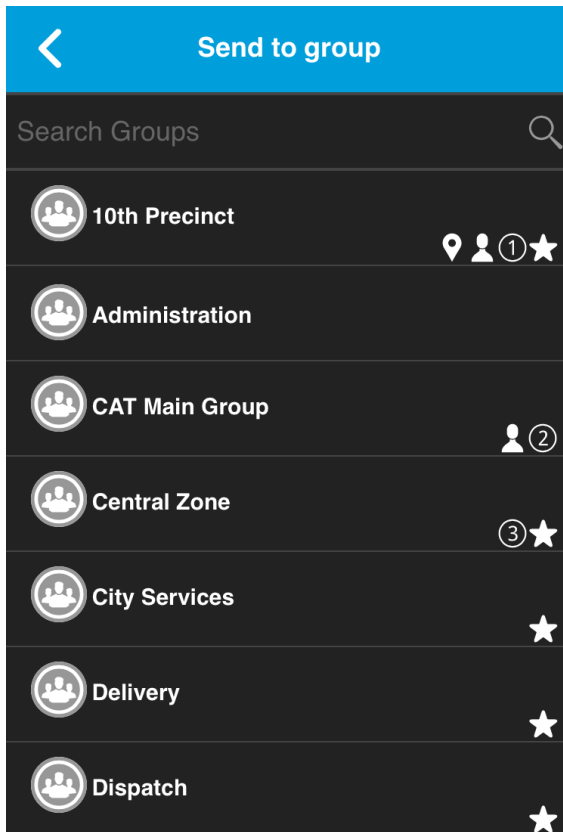 Send to group
Search Groups
10th Precinct
1
Administration
CAT Main Group
2
Central Zone
3
City Services
Delivery
Dispatch